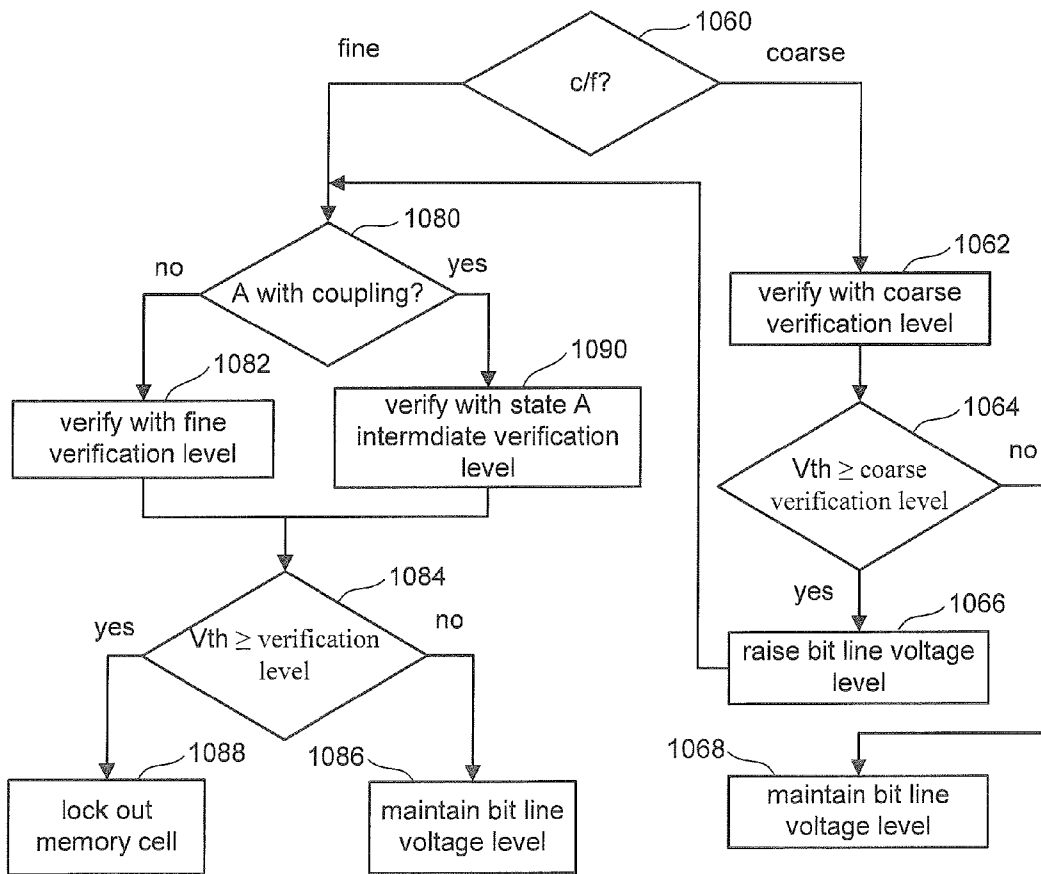 1060
fine
coarse
c/f?
1080
no
yes
A with coupling?
1062
verify with coarse
verification level
1082
verify with fine
verification level
1090
verify with state A
intermdiate verification
level
1064
no
Vth ≥ coarse
verification level
yes
1066
raise bit line voltage
level
1084
yes
no
Vth ≥ verification
level
1088
lock out
memory cell
1086
maintain bit line
voltage level
1068
maintain bit line
voltage level